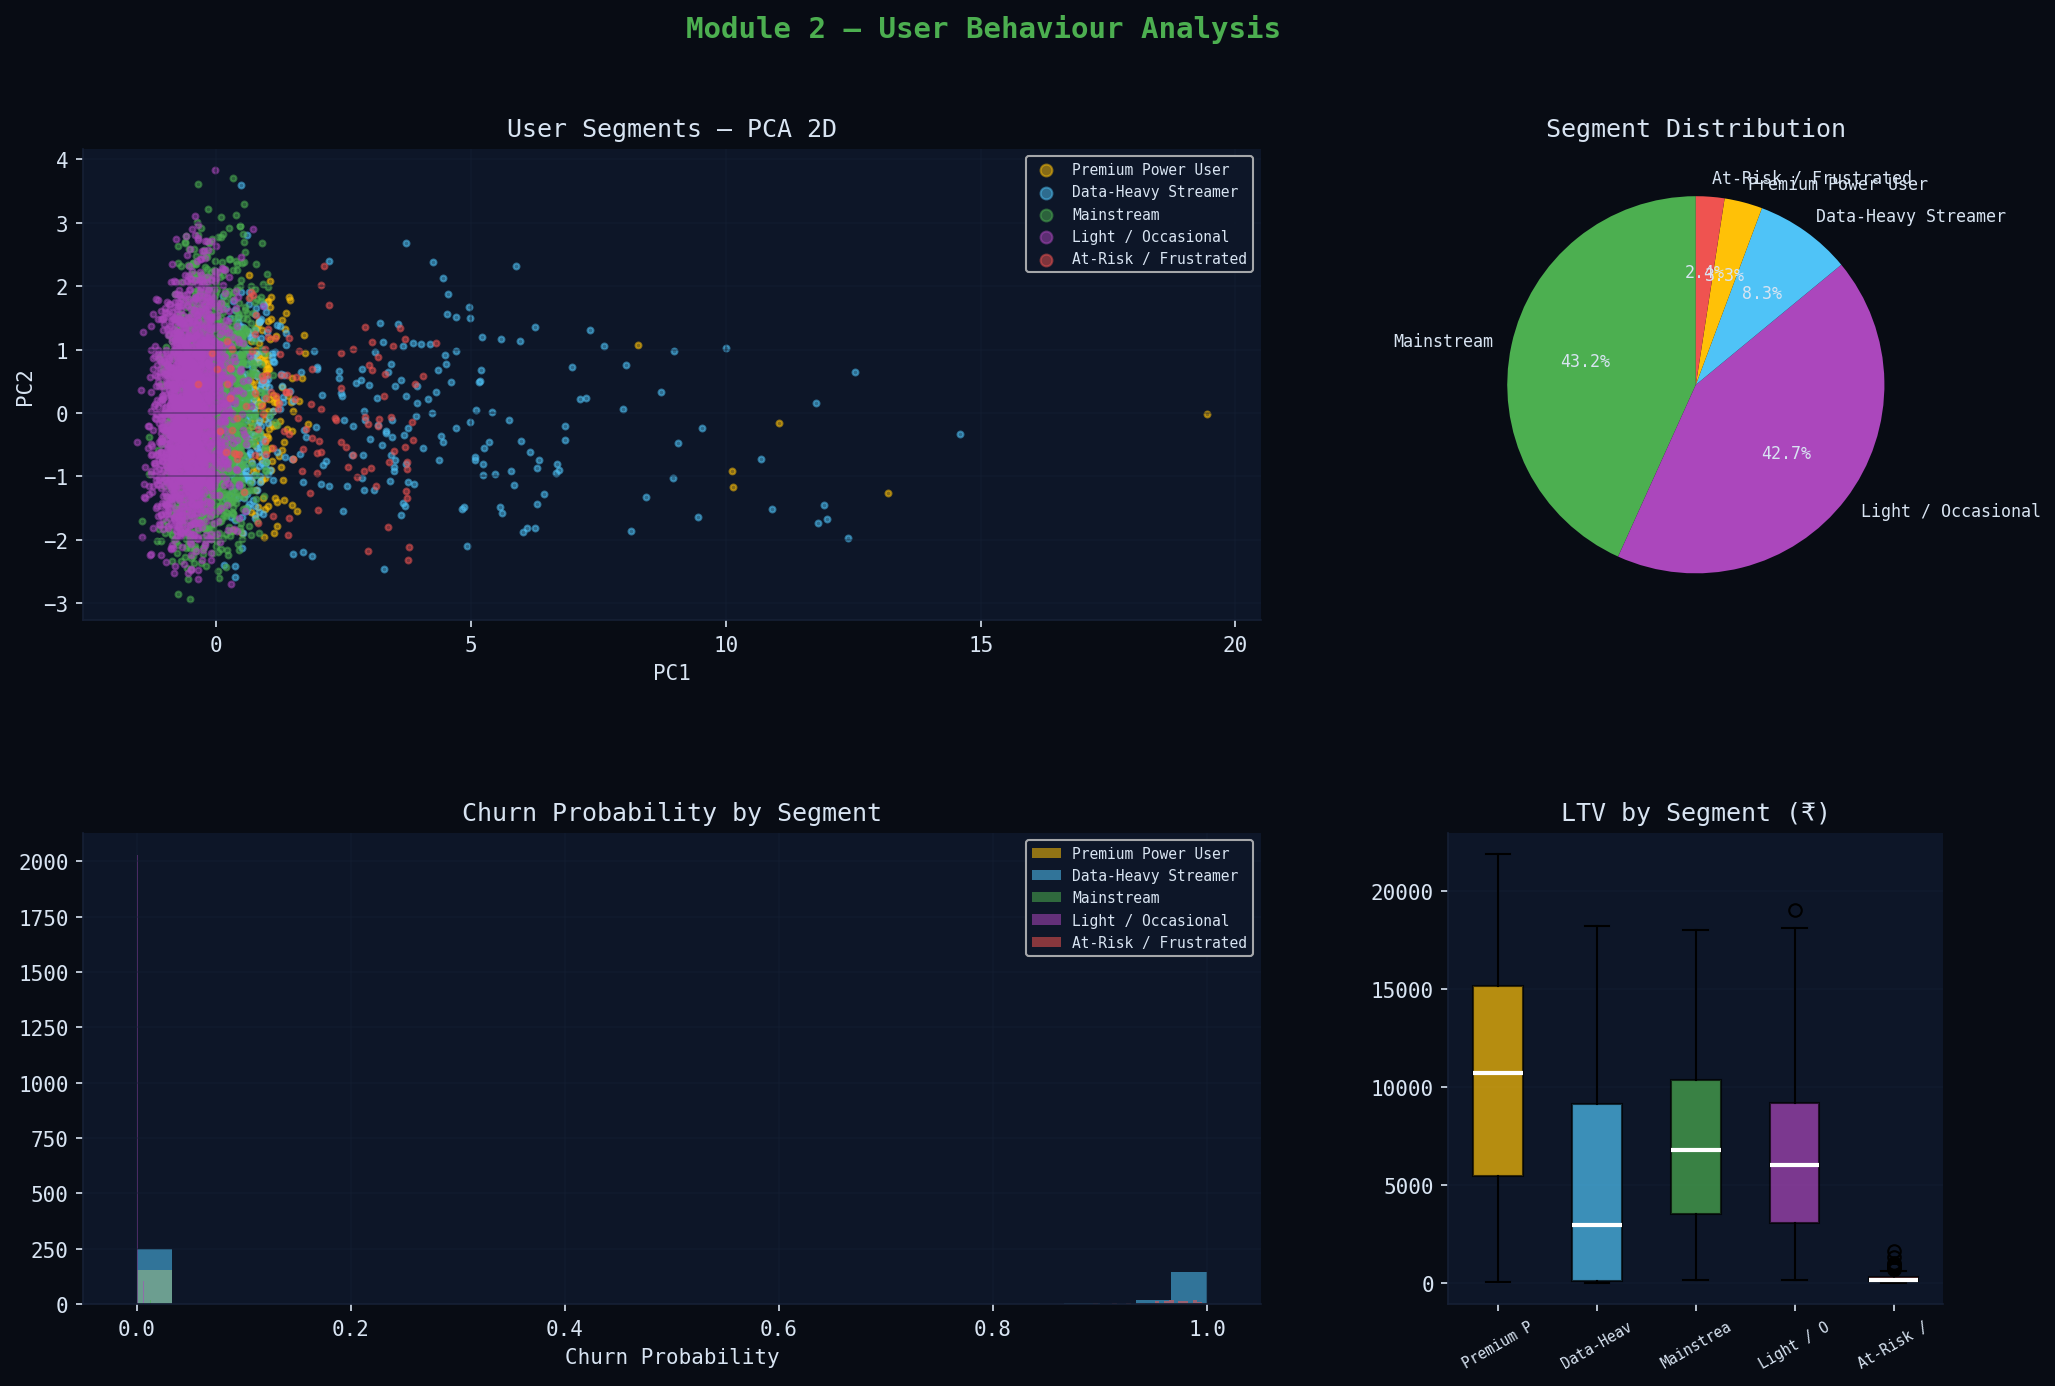 Module 2 — User Behaviour Analysis
User Segments — PCA 2D
4
3
2
1
0
−1
−2
−3
PC2
0
5
10
15
20
PC1
Premium Power User
Data-Heavy Streamer
Mainstream
Light / Occasional
At-Risk / Frustrated
Segment Distribution
At-Risk / Frustrated
Premium Power User
Data-Heavy Streamer
Mainstream
Light / Occasional
2.4%
3.3%
8.3%
43.2%
42.7%
Churn Probability by Segment
2000
1750
1500
1250
1000
750
500
250
0
0.0
0.2
0.4
0.6
0.8
1.0
Churn Probability
Premium Power User
Data-Heavy Streamer
Mainstream
Light / Occasional
At-Risk / Frustrated
LTV by Segment (₹)
20000
15000
10000
5000
0
Premium P
Data-Heav
Mainstrea
Light / O
At-Risk /